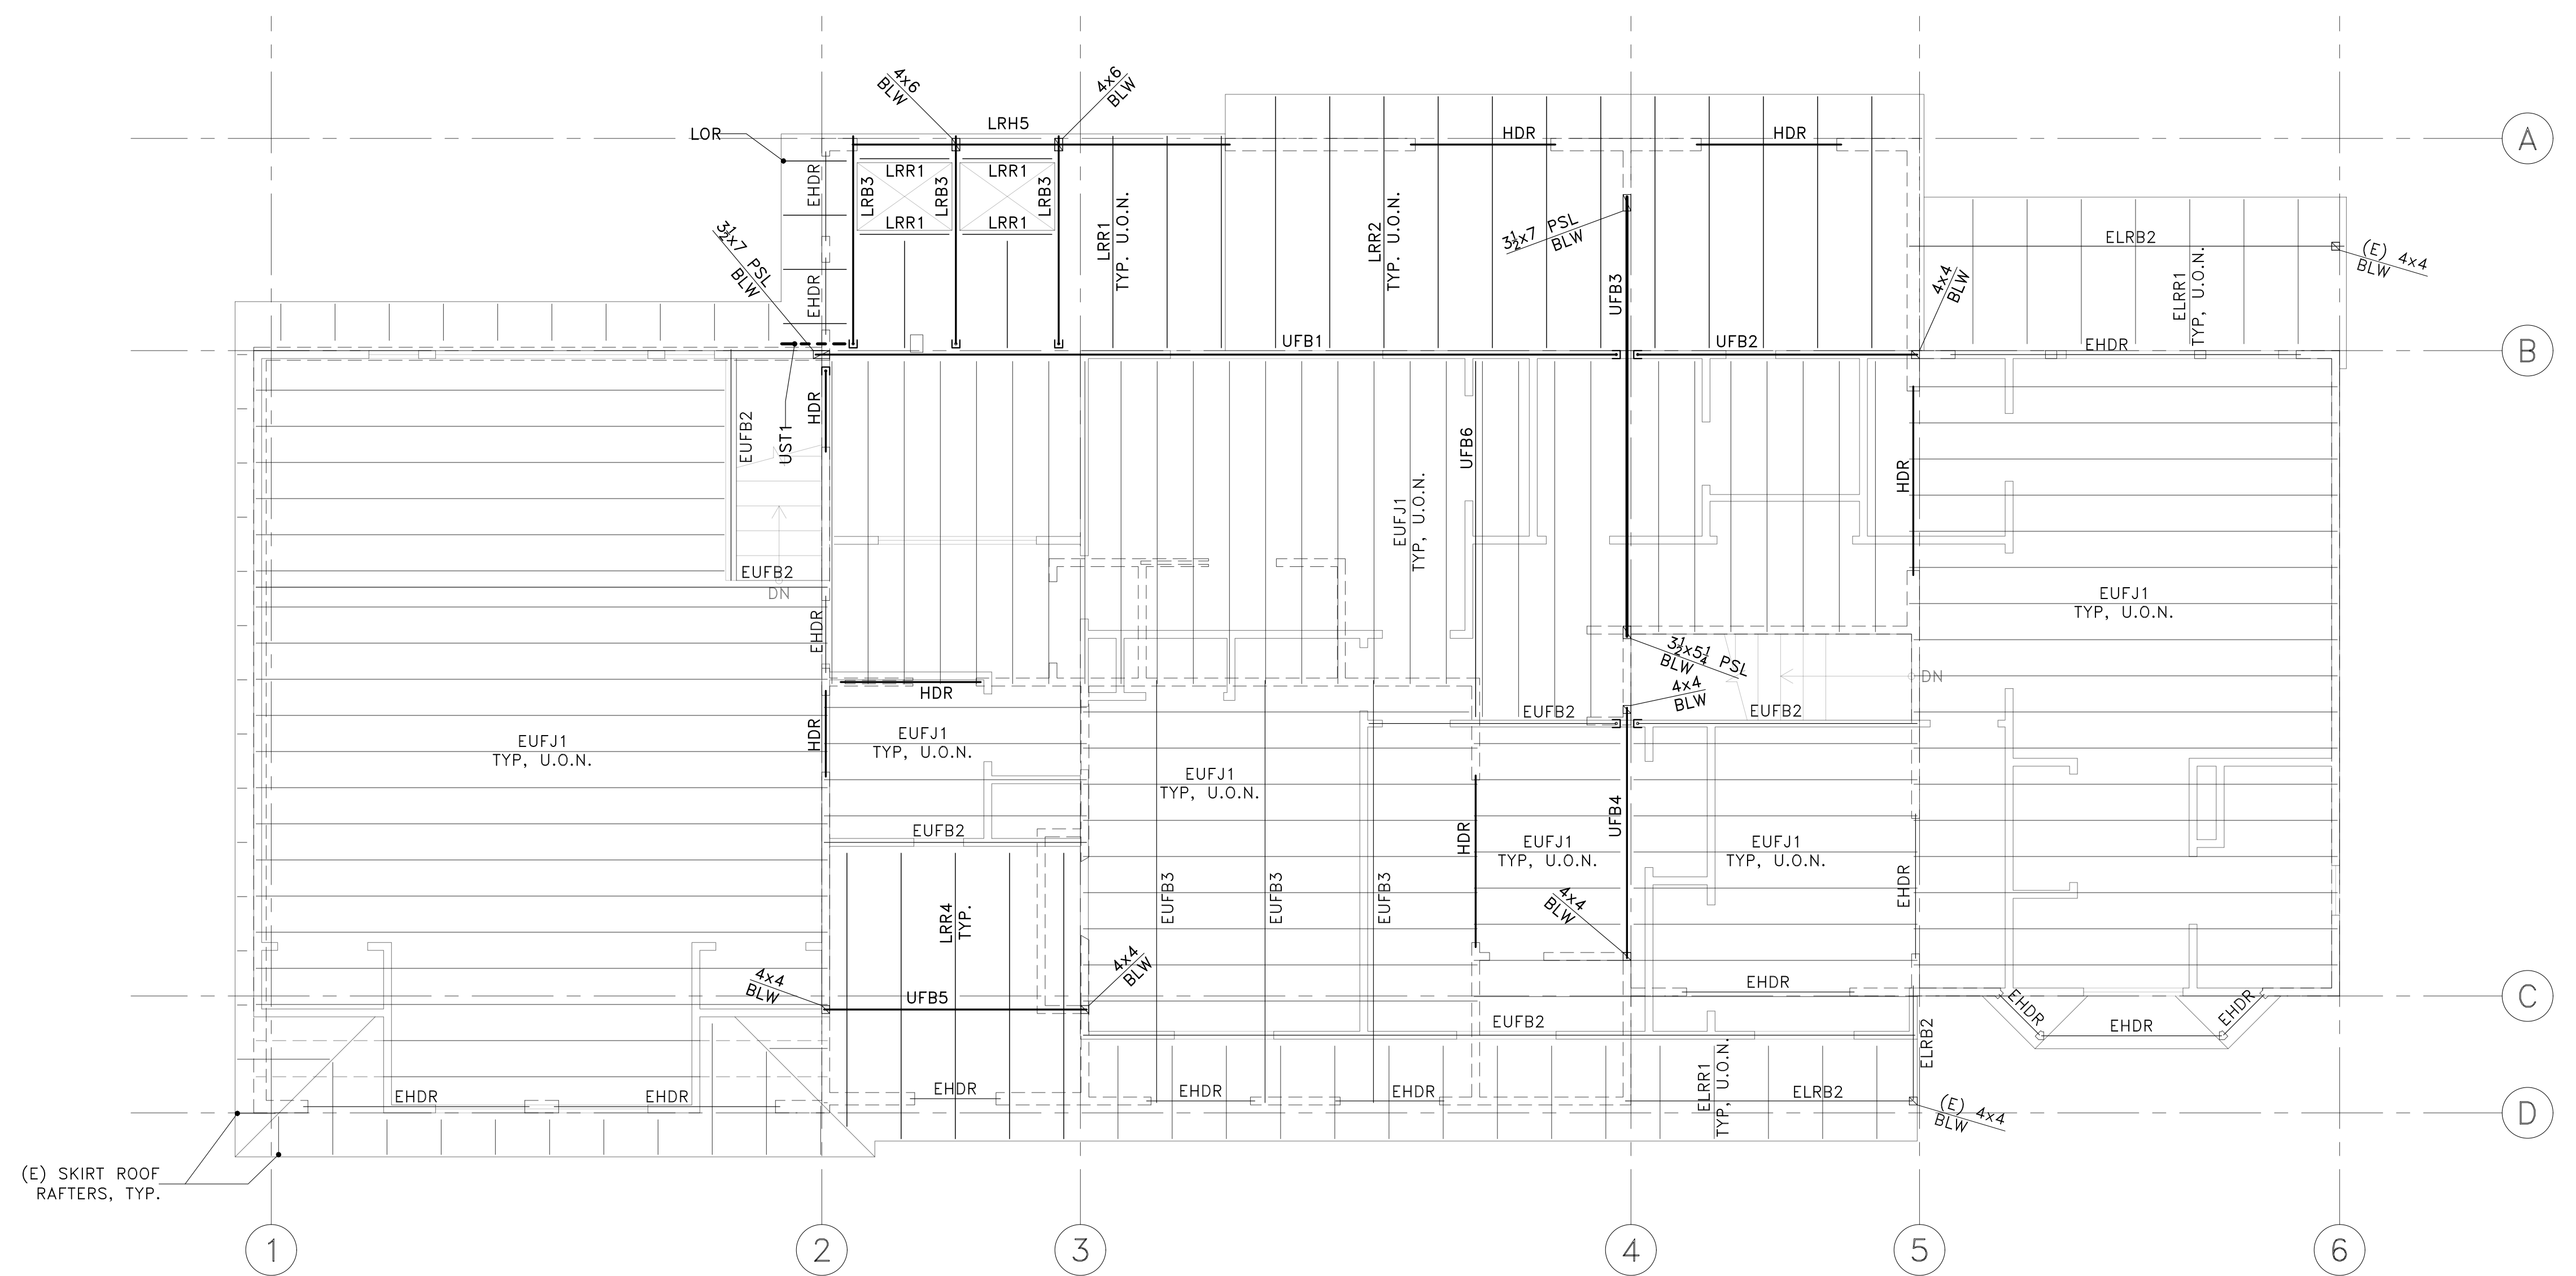 4x6
BLW
4x6
BLW
LOR
LRH5
HDR
HDR
A
EHDR
LRR1
LRR1
LRB3
LRB3
LRB3
LRR1
LRR1
LRR1
TYP. U.O.N.
LRR2
TYP. U.O.N.
3½x7 PSL
BLW
3½x7 PSL
BLW
UFB3
ELRB2
(E) 4x4
BLW
ELRR1
TYP, U.O.N.
4x4
BLW
EHDR
UFB1
UFB2
EHDR
B
EUFB2
UST1
HDR
UFB6
EUFJ1
TYP, U.O.N.
HDR
EUFB2
DN
EHDR
EUFJ1
TYP, U.O.N.
3½x5¼ PSL
BLW
4x4
BLW
DN
HDR
HDR
EUFB2
EUFB2
EUFJ1
TYP, U.O.N.
EUFJ1
TYP, U.O.N.
EUFJ1
TYP, U.O.N.
UFB4
HDR
EUFB2
EUFJ1
TYP, U.O.N.
EUFJ1
TYP, U.O.N.
EHDR
LRR4
TYP.
EUFB3
EUFB3
EUFB3
4x4
BLW
4x4
BLW
4x4
BLW
UFB5
EHDR
C
EHDR
EHDR
EHDR
EUFB2
ELRB2
ELRR1
TYP, U.O.N.
EHDR
EHDR
EHDR
EHDR
EHDR
ELRB2
(E) 4x4
BLW
D
(E) SKIRT ROOF
RAFTERS, TYP.
1
2
3
4
5
6